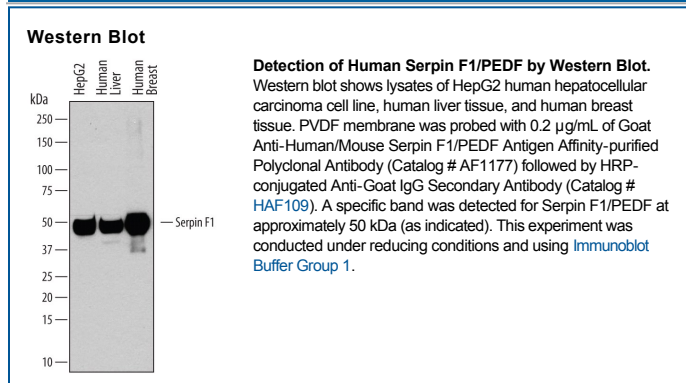 Western Blot
HepG2
Human
Liver
Human
Breast
kDa
250
150
100
75
50
37
25
20
15
10
Serpin F1
Detection of Human Serpin F1/PEDF by Western Blot.
Western blot shows lysates of HepG2 human hepatocellular
carcinoma cell line, human liver tissue, and human breast
tissue. PVDF membrane was probed with 0.2 µg/mL of Goat
Anti-Human/Mouse Serpin F1/PEDF Antigen Affinity-purified
Polyclonal Antibody (Catalog # AF1177) followed by HRP-
conjugated Anti-Goat IgG Secondary Antibody (Catalog #
HAF109). A specific band was detected for Serpin F1/PEDF at
approximately 50 kDa (as indicated). This experiment was
conducted under reducing conditions and using Immunoblot
Buffer Group 1.